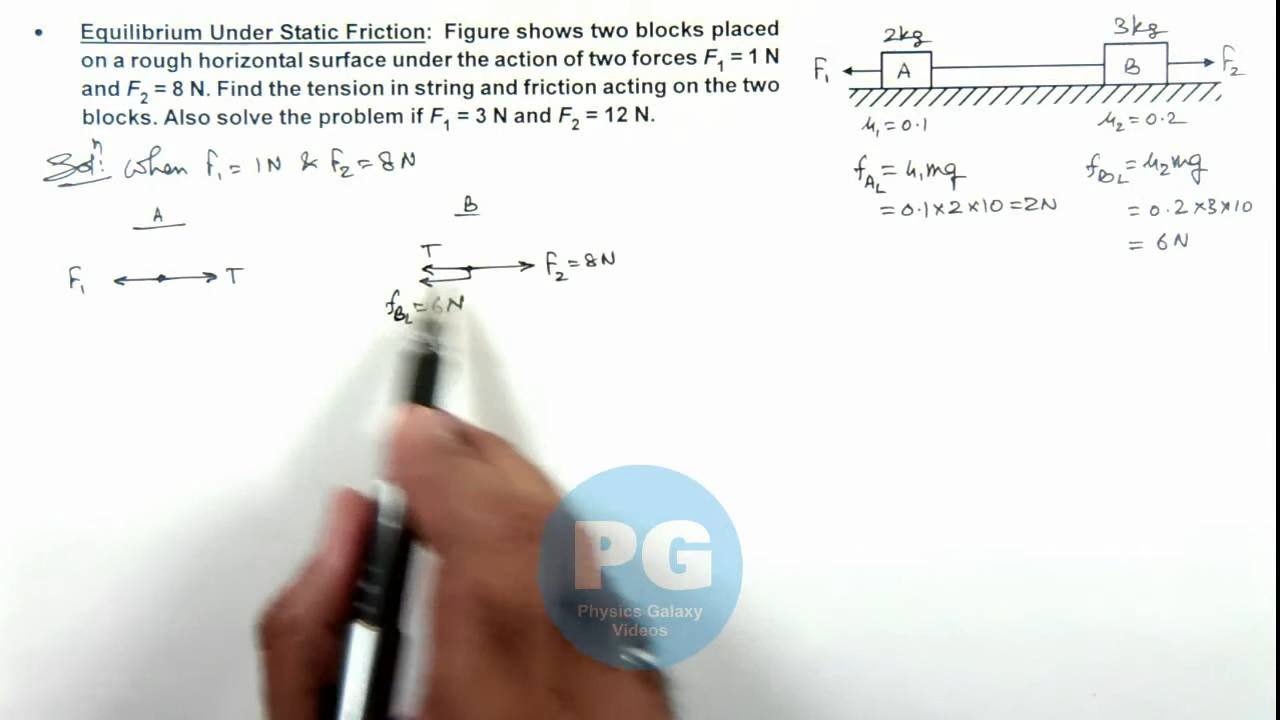 • Equilibrium Under Static Friction: Figure shows two blocks placed
on a rough horizontal surface under the action of two forces F₁ = 1 N
and F₂ = 8 N. Find the tension in string and friction acting on the two
blocks. Also solve the problem if F₁ = 3 N and F₂ = 12 N.
2kg 3kg
F₁ A B F₂
μ₁=0.1 μ₂=0.2
Solⁿ: When F₁ = 1N & F₂ = 8N
f_AL = μ₁mg
= 0.1×2×10 = 2N
f_BL = μ₂mg
= 0.2×3×10
= 6N
A
F₁ T
B
T
F₂ = 8N
f_BL = 6N
PG
Physics Galaxy
Videos